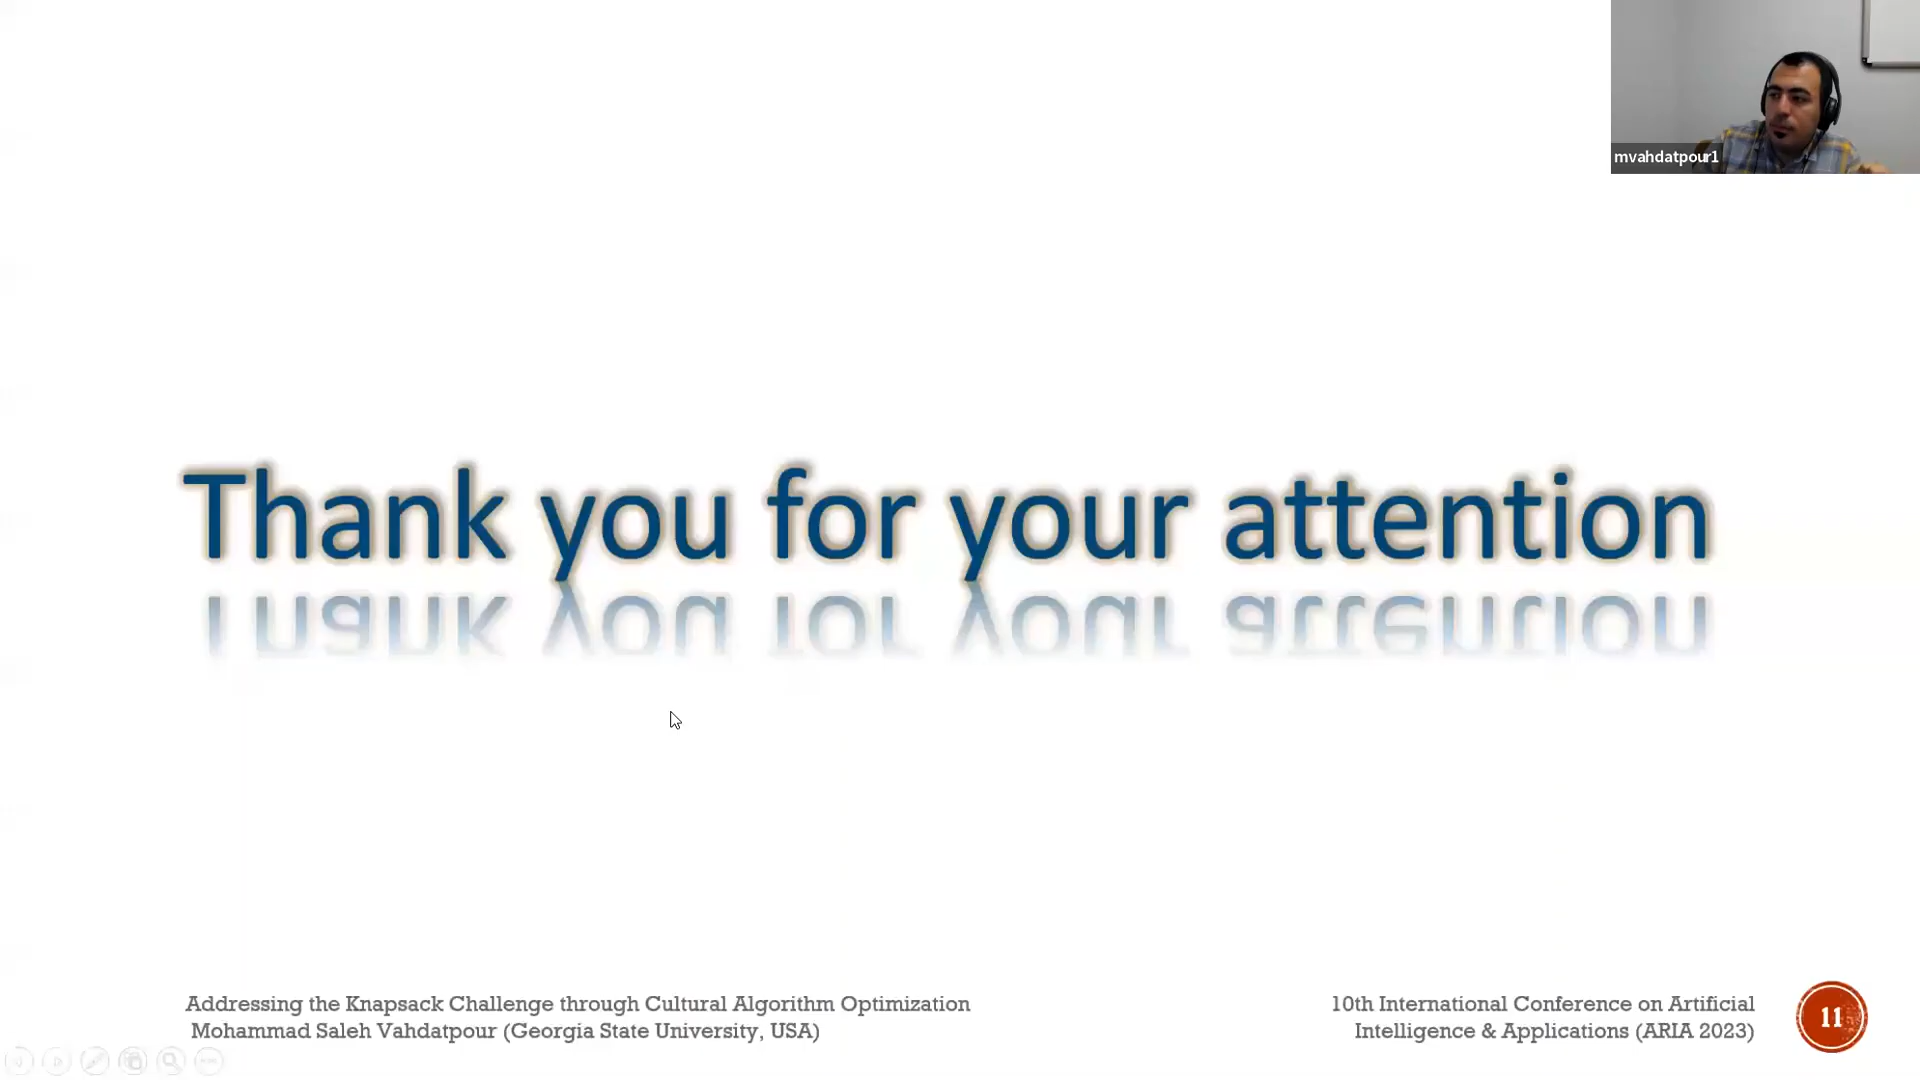 mvahdatpour1
Thank you for your attention
Addressing the Knapsack Challenge through Cultural Algorithm Optimization
Mohammad Saleh Vahdatpour (Georgia State University, USA)
10th International Conference on Artificial
Intelligence & Applications (ARIA 2023)
11